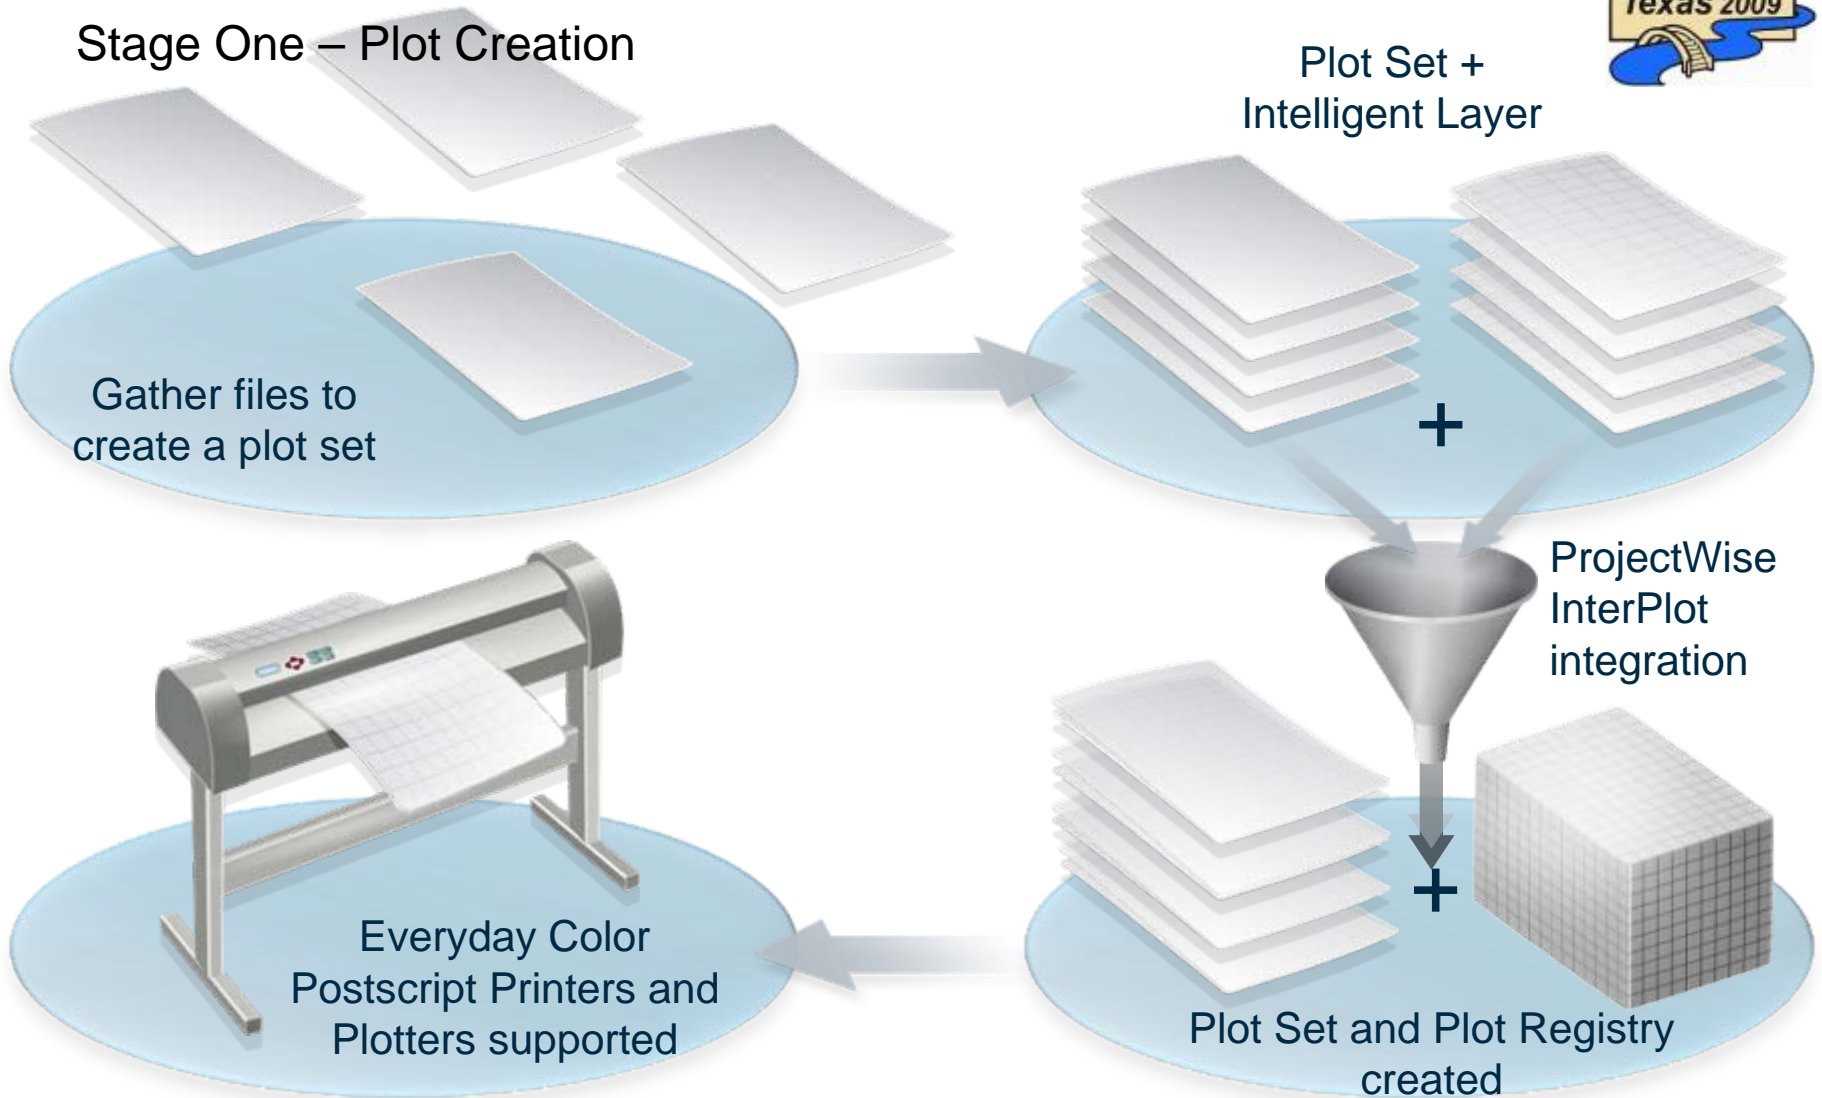 Stage One – Plot Creation
Texas 2009
Plot Set +
Intelligent Layer
Gather files to
create a plot set
+
ProjectWise
InterPlot
integration
+
Everyday Color
Postscript Printers and
Plotters supported
Plot Set and Plot Registry
created